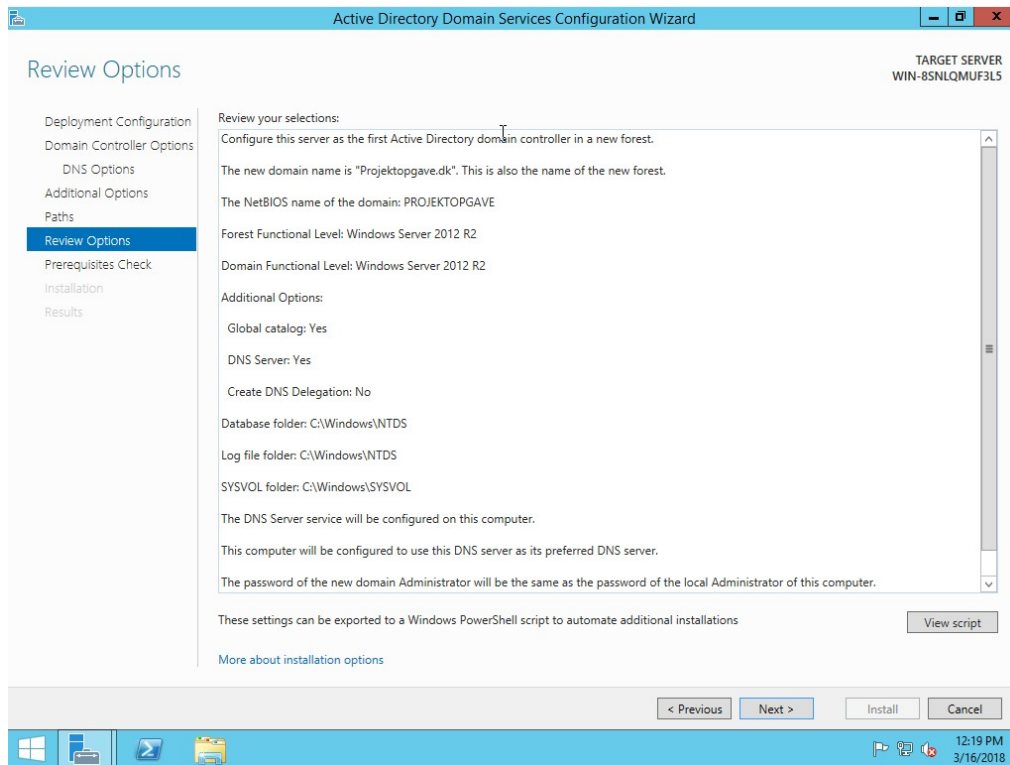 Active Directory Domain Services Configuration Wizard
Review Options
TARGET SERVER
WIN-8SNLQMUF3L5
Deployment Configuration
Domain Controller Options
DNS Options
Additional Options
Paths
Review Options
Prerequisites Check
Installation
Results
Review your selections:
Configure this server as the first Active Directory domain controller in a new forest.
The new domain name is "Projektopgave.dk". This is also the name of the new forest.
The NetBIOS name of the domain: PROJEKTOPGAVE
Forest Functional Level: Windows Server 2012 R2
Domain Functional Level: Windows Server 2012 R2
Additional Options:
Global catalog: Yes
DNS Server: Yes
Create DNS Delegation: No
Database folder: C:\Windows\NTDS
Log file folder: C:\Windows\NTDS
SYSVOL folder: C:\Windows\SYSVOL
The DNS Server service will be configured on this computer.
This computer will be configured to use this DNS server as its preferred DNS server.
The password of the new domain Administrator will be the same as the password of the local Administrator of this computer.
These settings can be exported to a Windows PowerShell script to automate additional installations
View script
More about installation options
< Previous
Next >
Install
Cancel
12:19 PM
3/16/2018